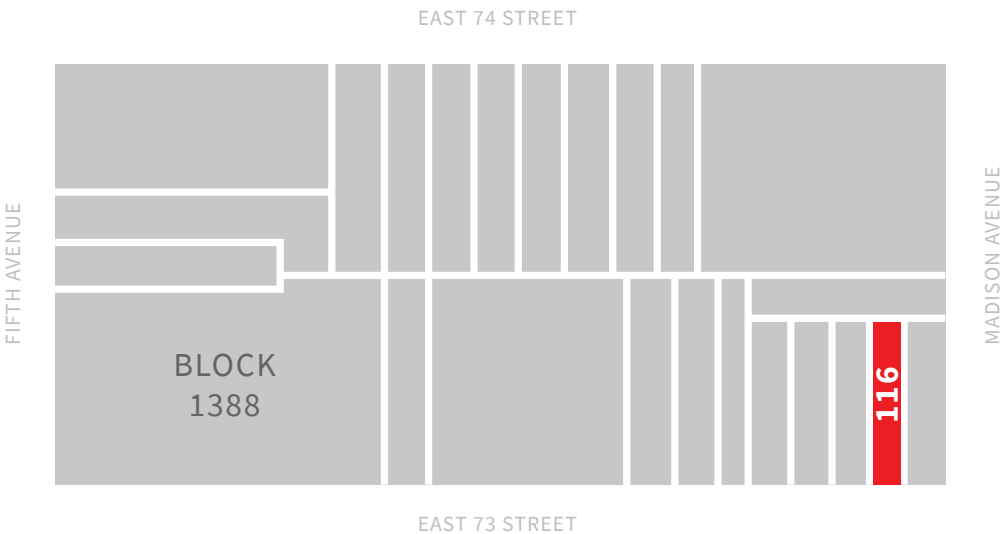 EAST 74 STREET
FIFTH AVENUE
MADISON AVENUE
BLOCK
1388
116
EAST 73 STREET